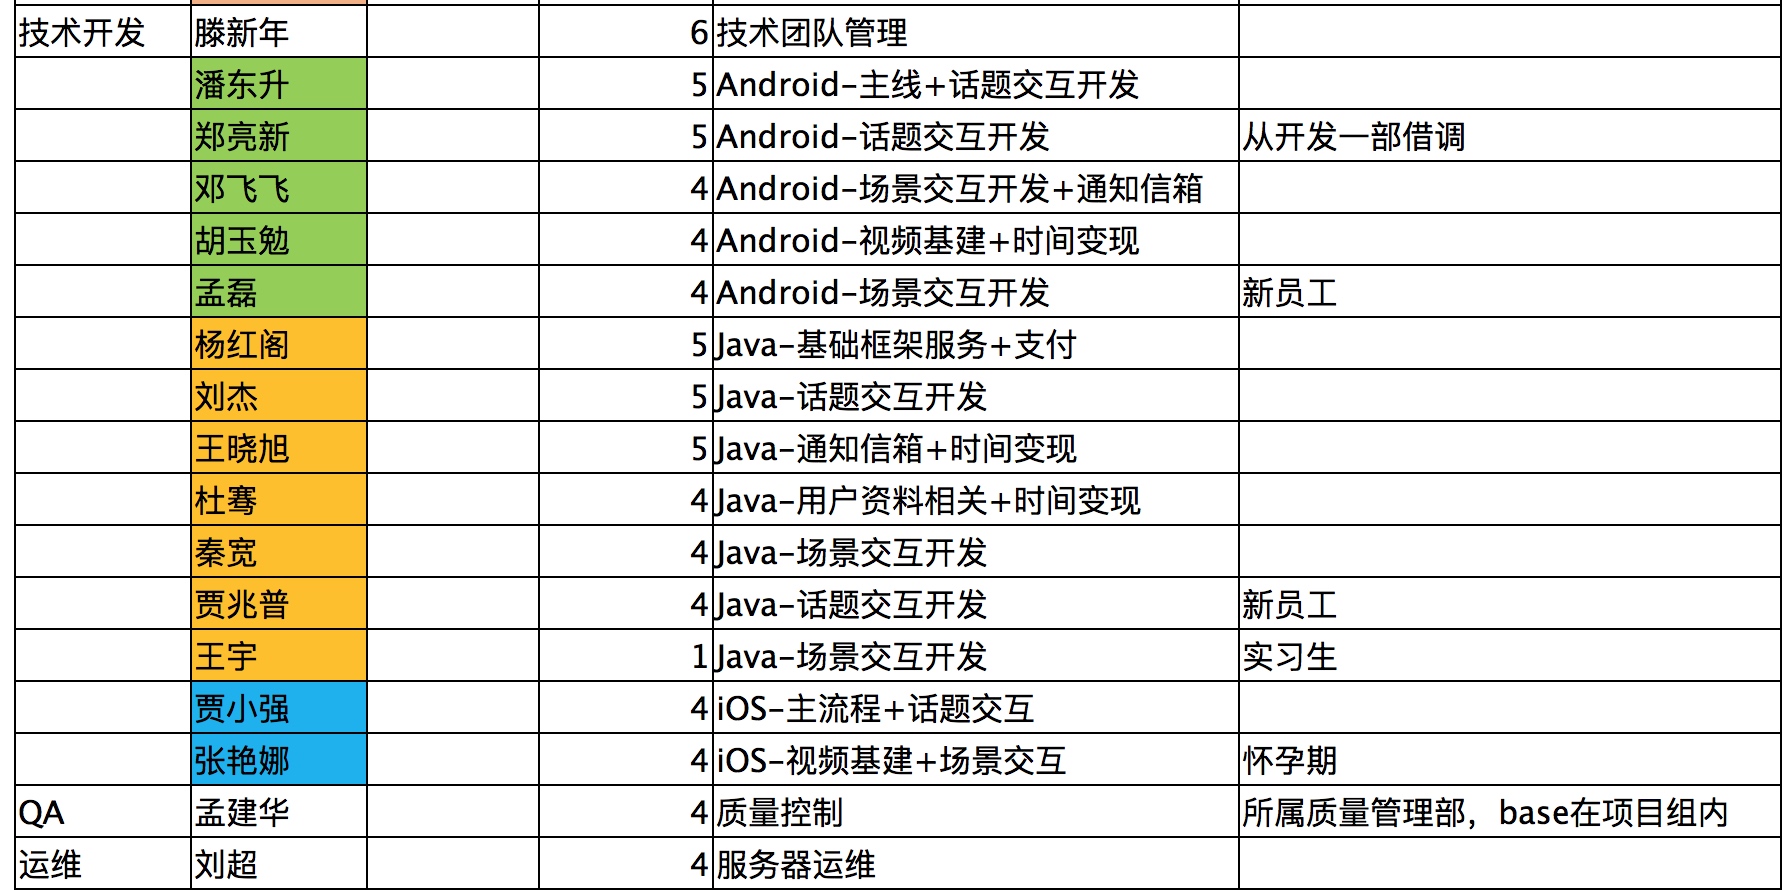 技术开发 滕新年 6 技术团队管理
潘东升 5 Android-主线+话题交互开发
郑亮新 5 Android-话题交互开发 从开发一部借调
邓飞飞 4 Android-场景交互开发+通知信箱
胡玉勉 4 Android-视频基建+时间变现
孟磊 4 Android-场景交互开发 新员工
杨红阁 5 Java-基础框架服务+支付
刘杰 5 Java-话题交互开发
王晓旭 5 Java-通知信箱+时间变现
杜骞 4 Java-用户资料相关+时间变现
秦宽 4 Java-场景交互开发
贾兆普 4 Java-话题交互开发 新员工
王宇 1 Java-场景交互开发 实习生
贾小强 4 iOS-主流程+话题交互
张艳娜 4 iOS-视频基建+场景交互 怀孕期
QA 孟建华 4 质量控制 所属质量管理部，base在项目组内
运维 刘超 4 服务器运维